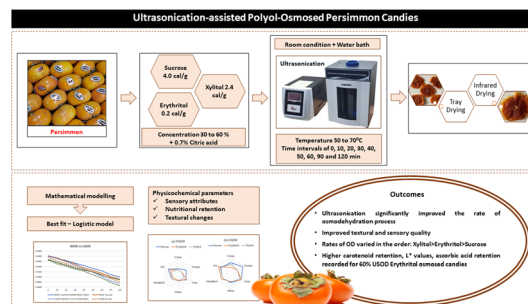 Ultrasonication-assisted Polyol-Osmosed Persimmon Candies
Persimmon
Sucrose
4.0 cal/g
Xylitol 2.4
cal/g
Erythritol
0.2 cal/g
Concentration 30 to 60 %
+ 0.7% Citric acid
Room condition + Water bath
Ultrasonication
Temperature 50 to 70⁰C
Time intervals of 0, 10, 20, 30, 40,
50, 60, 90 and 120 min
Tray
Drying
Infrared
Drying
Mathematical modelling
Best fit – Logistic model
Physicochemical parameters
✓ Sensory attributes
✓ Nutritional retention
✓ Textural changes
Outcomes
• Ultrasonication significantly improved the rate of
osmodehydration process
• Improved textural and sensory quality
• Rates of OD varied in the order: Xylitol>Erythritol>Sucrose
• Higher carotenoid retention, L* values, ascorbic acid retention
recorded for 60% USOD Erythritol osmosed candies